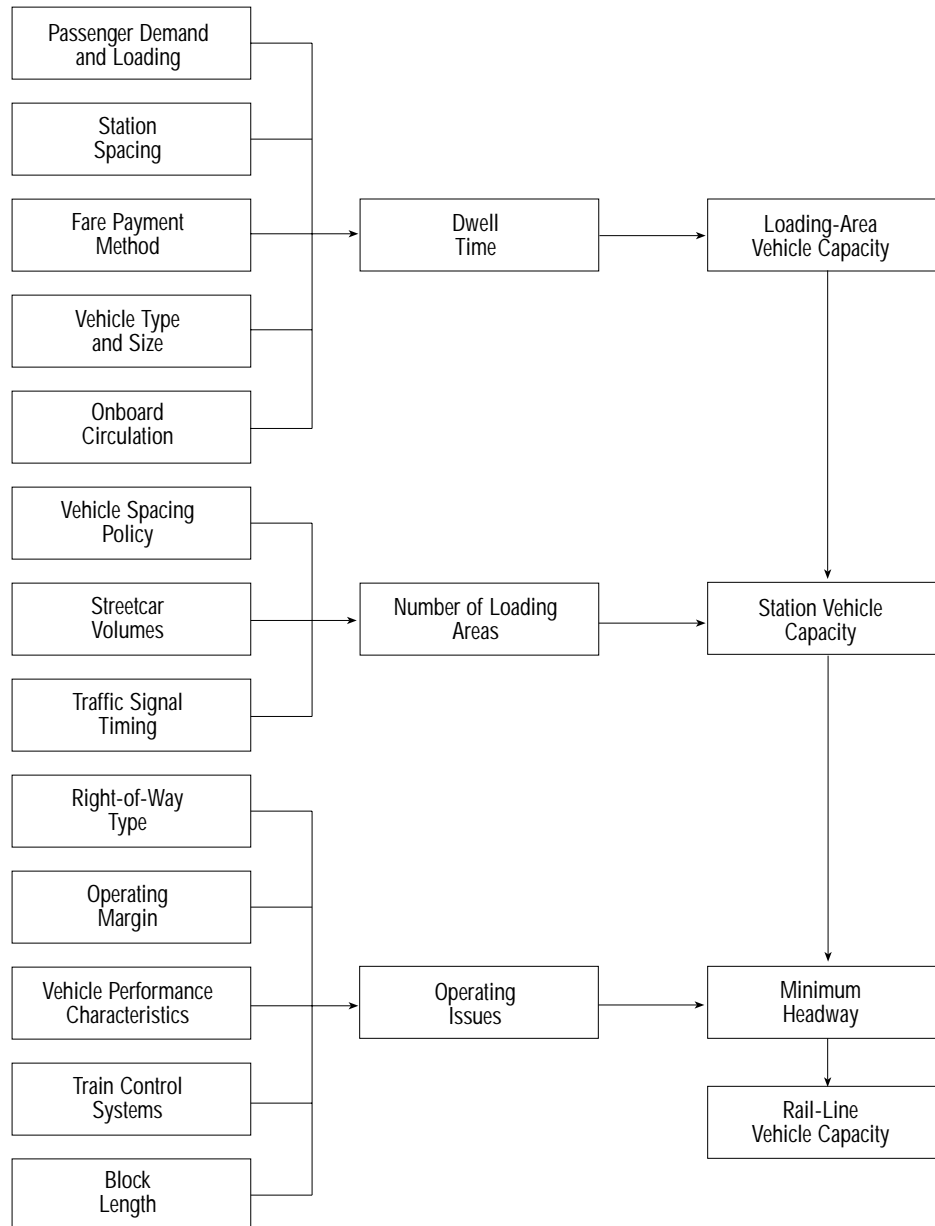 Passenger Demand
and Loading
Station
Spacing
Fare Payment
Method
Dwell
Time
Loading-Area
Vehicle Capacity
Vehicle Type
and Size
Onboard
Circulation
Vehicle Spacing
Policy
Streetcar
Volumes
Number of Loading
Areas
Station Vehicle
Capacity
Traffic Signal
Timing
Right-of-Way
Type
Operating
Margin
Vehicle Performance
Characteristics
Operating
Issues
Minimum
Headway
Train Control
Systems
Rail-Line
Vehicle Capacity
Block
Length